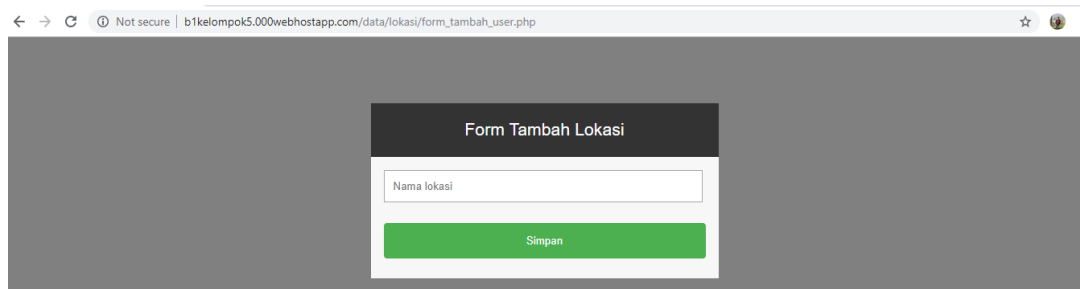 Not secure | b1kelompok5.000webhostapp.com/data/lokasi/form_tambah_user.php
Form Tambah Lokasi
Nama lokasi
Simpan